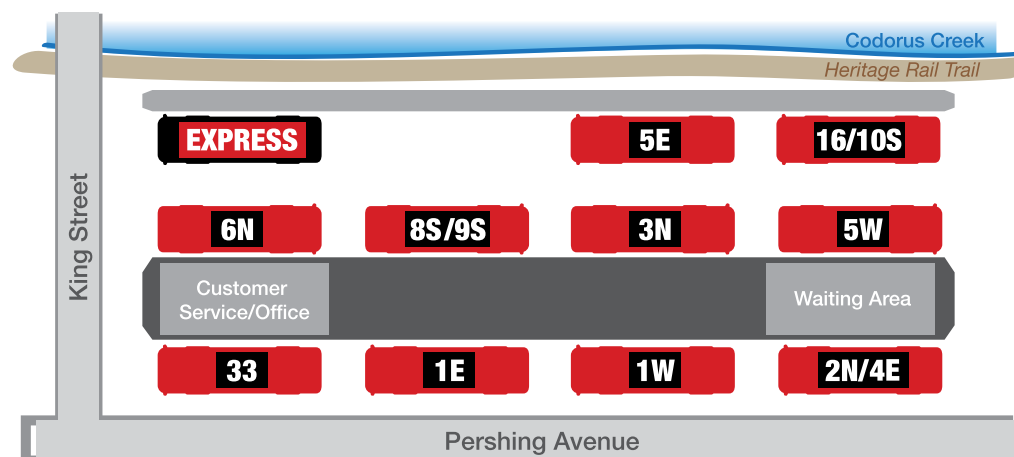 Codorus Creek
Heritage Rail Trail
EXPRESS
5E
16/10S
King Street
6N
8S/9S
3N
5W
Customer
Service/Office
Waiting Area
33
1E
1W
2N/4E
Pershing Avenue